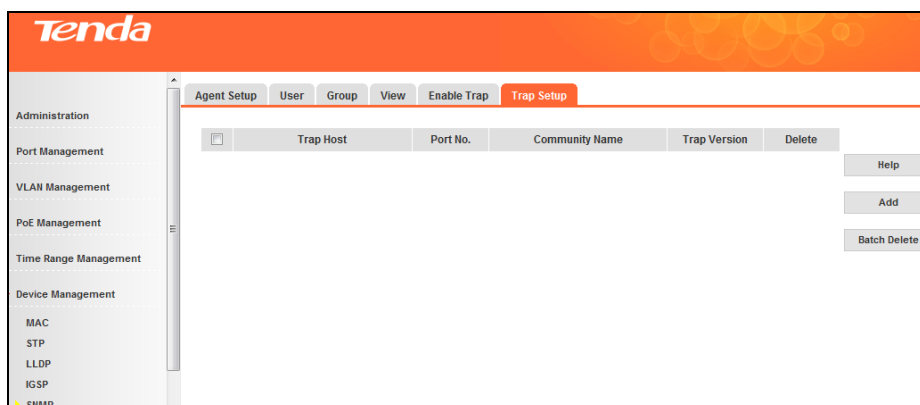 Tenda
Agent Setup User Group View Enable Trap Trap Setup
Administration
Port Management
VLAN Management
PoE Management
Time Range Management
Device Management
MAC
STP
LLDP
IGSP
SNMP
Trap Host Port No. Community Name Trap Version Delete
Help
Add
Batch Delete